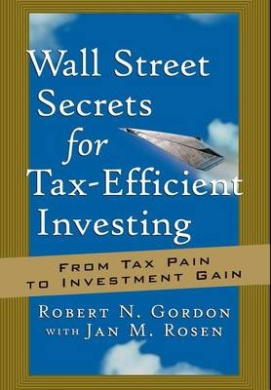 Wall Street
Secrets
for
Tax-Efficient
Investing
FROM TAX PAIN
TO INVESTMENT GAIN
ROBERT N. GORDON
WITH JAN M. ROSEN